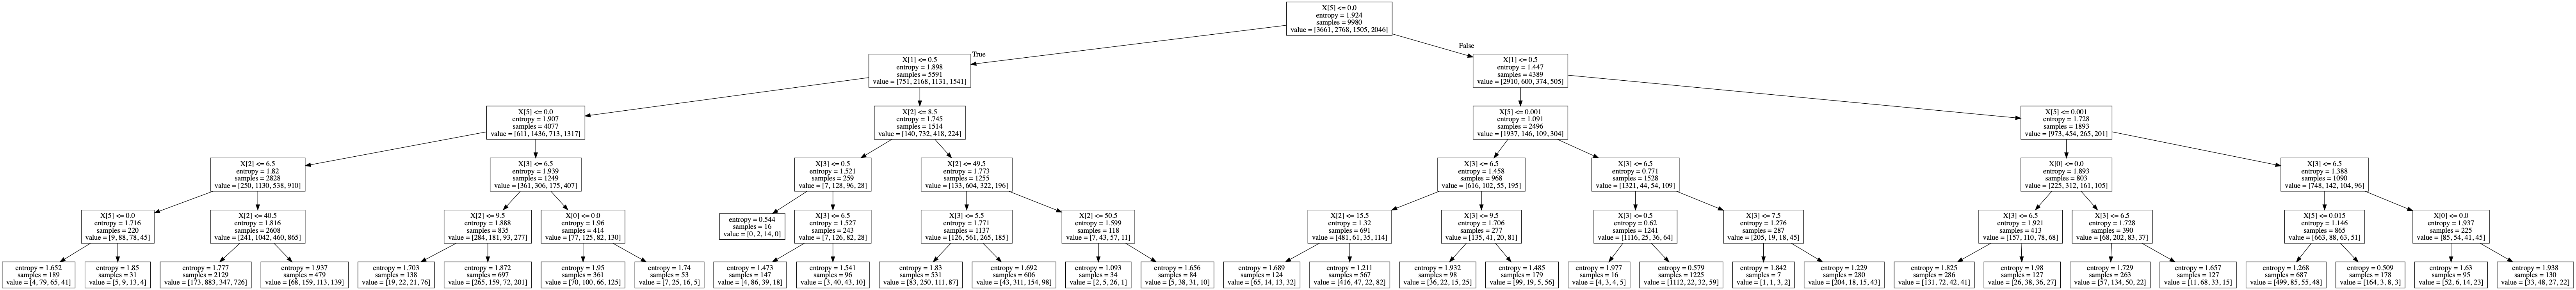 X[5] <= 0.0
entropy = 1.924
samples = 9980
value = [3661, 2768, 1505, 2046]
True
False
X[1] <= 0.5
entropy = 1.898
samples = 5591
value = [751, 2168, 1131, 1541]
X[1] <= 0.5
entropy = 1.447
samples = 4389
value = [2910, 600, 374, 505]
X[5] <= 0.0
entropy = 1.907
samples = 4077
value = [611, 1436, 713, 1317]
X[2] <= 8.5
entropy = 1.745
samples = 1514
value = [140, 732, 418, 224]
X[5] <= 0.001
entropy = 1.091
samples = 2496
value = [1937, 146, 109, 304]
X[5] <= 0.001
entropy = 1.728
samples = 1893
value = [973, 454, 265, 201]
X[2] <= 6.5
entropy = 1.82
samples = 2828
value = [250, 1130, 538, 910]
X[3] <= 6.5
entropy = 1.939
samples = 1249
value = [361, 306, 175, 407]
X[3] <= 0.5
entropy = 1.521
samples = 259
value = [7, 128, 96, 28]
X[2] <= 49.5
entropy = 1.773
samples = 1255
value = [133, 604, 322, 196]
X[3] <= 6.5
entropy = 1.458
samples = 968
value = [616, 102, 55, 195]
X[3] <= 6.5
entropy = 0.771
samples = 1528
value = [1321, 44, 54, 109]
X[0] <= 0.0
entropy = 1.893
samples = 803
value = [225, 312, 161, 105]
X[3] <= 6.5
entropy = 1.388
samples = 1090
value = [748, 142, 104, 96]
X[5] <= 0.0
entropy = 1.716
samples = 220
value = [9, 88, 78, 45]
X[2] <= 40.5
entropy = 1.816
samples = 2608
value = [241, 1042, 460, 865]
X[2] <= 9.5
entropy = 1.888
samples = 835
value = [284, 181, 93, 277]
X[0] <= 0.0
entropy = 1.96
samples = 414
value = [77, 125, 82, 130]
entropy = 0.544
samples = 16
value = [0, 2, 14, 0]
X[3] <= 6.5
entropy = 1.527
samples = 243
value = [7, 126, 82, 28]
X[3] <= 5.5
entropy = 1.771
samples = 1137
value = [126, 561, 265, 185]
X[2] <= 50.5
entropy = 1.599
samples = 118
value = [7, 43, 57, 11]
X[2] <= 15.5
entropy = 1.32
samples = 691
value = [481, 61, 35, 114]
X[3] <= 9.5
entropy = 1.706
samples = 277
value = [135, 41, 20, 81]
X[3] <= 0.5
entropy = 0.62
samples = 1241
value = [1116, 25, 36, 64]
X[3] <= 7.5
entropy = 1.276
samples = 287
value = [205, 19, 18, 45]
X[3] <= 6.5
entropy = 1.921
samples = 413
value = [157, 110, 78, 68]
X[3] <= 6.5
entropy = 1.728
samples = 390
value = [68, 202, 83, 37]
X[5] <= 0.015
entropy = 1.146
samples = 865
value = [663, 88, 63, 51]
X[0] <= 0.0
entropy = 1.937
samples = 225
value = [85, 54, 41, 45]
entropy = 1.652
samples = 189
value = [4, 79, 65, 41]
entropy = 1.85
samples = 31
value = [5, 9, 13, 4]
entropy = 1.777
samples = 2129
value = [173, 883, 347, 726]
entropy = 1.937
samples = 479
value = [68, 159, 113, 139]
entropy = 1.703
samples = 138
value = [19, 22, 21, 76]
entropy = 1.872
samples = 697
value = [265, 159, 72, 201]
entropy = 1.95
samples = 361
value = [70, 100, 66, 125]
entropy = 1.74
samples = 53
value = [7, 25, 16, 5]
entropy = 1.473
samples = 147
value = [4, 86, 39, 18]
entropy = 1.541
samples = 96
value = [3, 40, 43, 10]
entropy = 1.83
samples = 531
value = [83, 250, 111, 87]
entropy = 1.692
samples = 606
value = [43, 311, 154, 98]
entropy = 1.093
samples = 34
value = [2, 5, 26, 1]
entropy = 1.656
samples = 84
value = [5, 38, 31, 10]
entropy = 1.689
samples = 124
value = [65, 14, 13, 32]
entropy = 1.211
samples = 567
value = [416, 47, 22, 82]
entropy = 1.932
samples = 98
value = [36, 22, 15, 25]
entropy = 1.485
samples = 179
value = [99, 19, 5, 56]
entropy = 1.977
samples = 16
value = [4, 3, 4, 5]
entropy = 0.579
samples = 1225
value = [1112, 22, 32, 59]
entropy = 1.842
samples = 7
value = [1, 1, 3, 2]
entropy = 1.229
samples = 280
value = [204, 18, 15, 43]
entropy = 1.825
samples = 286
value = [131, 72, 42, 41]
entropy = 1.98
samples = 127
value = [26, 38, 36, 27]
entropy = 1.729
samples = 263
value = [57, 134, 50, 22]
entropy = 1.657
samples = 127
value = [11, 68, 33, 15]
entropy = 1.268
samples = 687
value = [499, 85, 55, 48]
entropy = 0.509
samples = 178
value = [164, 3, 8, 3]
entropy = 1.63
samples = 95
value = [52, 6, 14, 23]
entropy = 1.938
samples = 130
value = [33, 48, 27, 22]